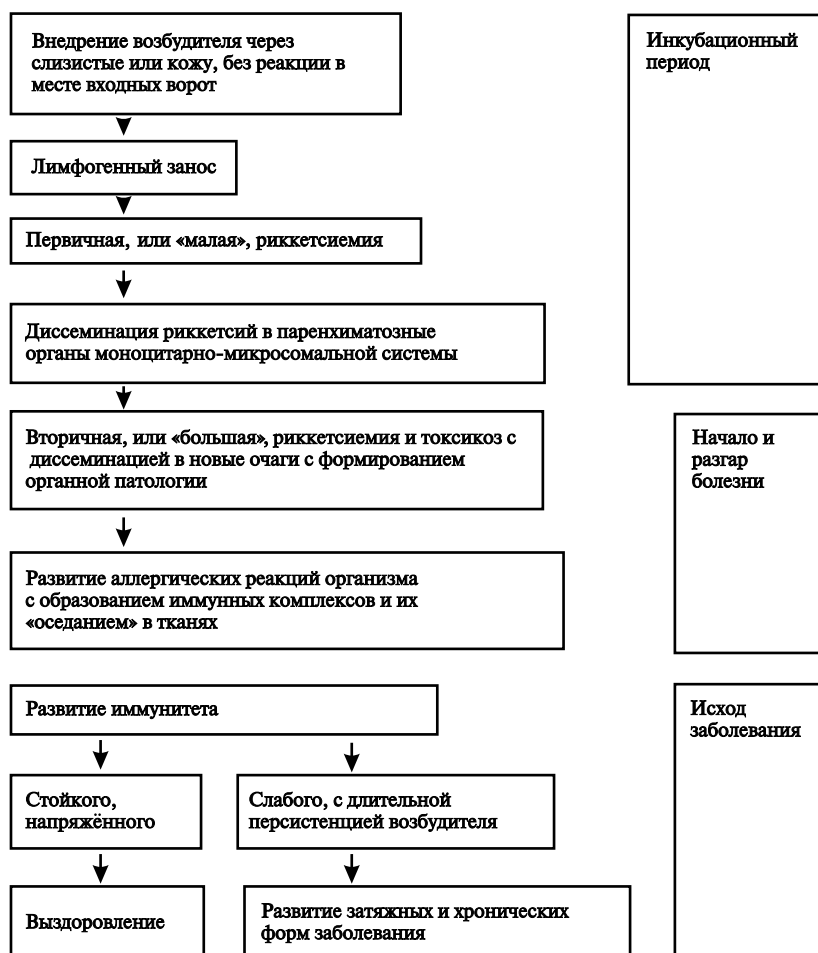 Внедрение возбудителя через
слизистые или кожу, без реакции в
месте входных ворот
Лимфогенный занос
Первичная, или «малая», риккетсиемия
Диссеминация риккетсий в паренхиматозные
органы моноцитарно-микросомальной системы
Инкубационный
период
Вторичная, или «большая», риккетсиемия и токсикоз с
диссеминацией в новые очаги с формированием
органной патологии
Развитие аллергических реакций организма
с образованием иммунных комплексов и их
«оседанием» в тканях
Начало и
разгар
болезни
Развитие иммунитета
Стойкого,
напряжённого
Слабого, с длительной
персистенцией возбудителя
Выздоровление
Развитие затяжных и хронических
форм заболевания
Исход
заболевания